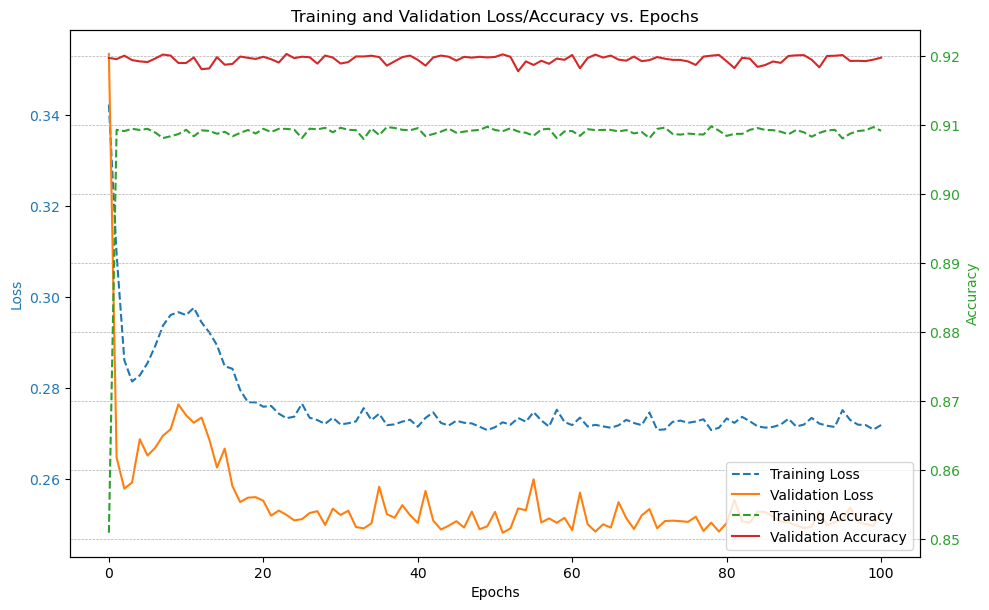 Training and Validation Loss/Accuracy vs. Epochs
Loss
0.34
0.32
0.30
0.28
0.26
0.92
0.91
0.90
0.89
0.88
0.87
0.86
0.85
Accuracy
Training Loss
Validation Loss
Training Accuracy
Validation Accuracy
0 20 40 60 80 100
Epochs